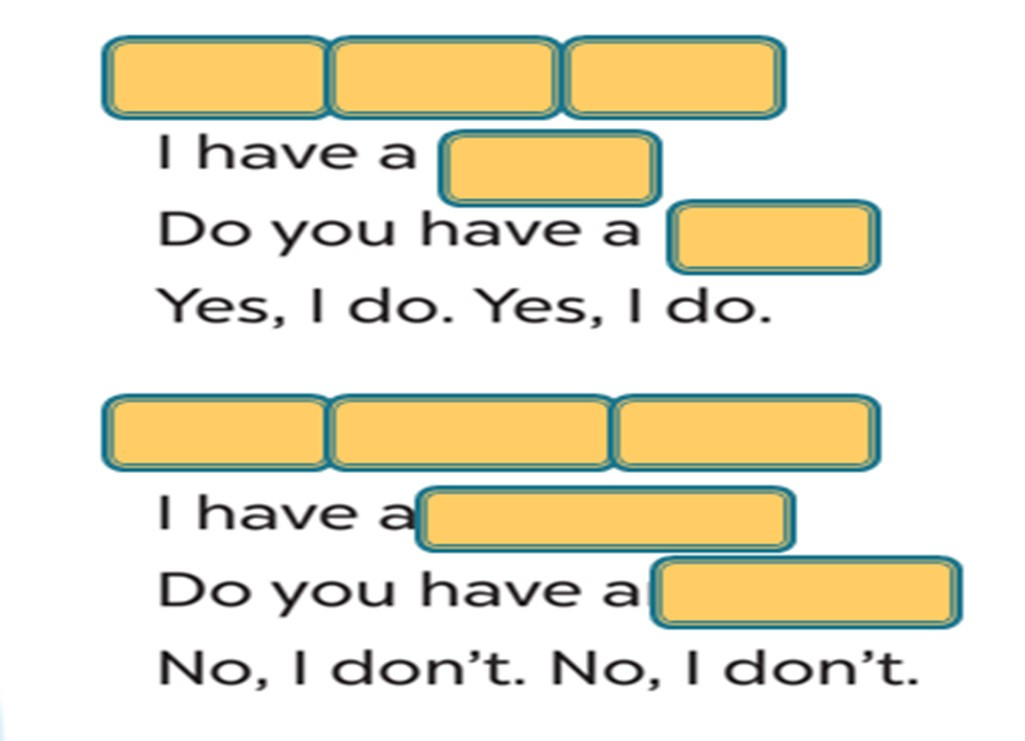 I have a
Do you have a
Yes, I do. Yes, I do.
I have a
Do you have a
No, I don't. No, I don't.